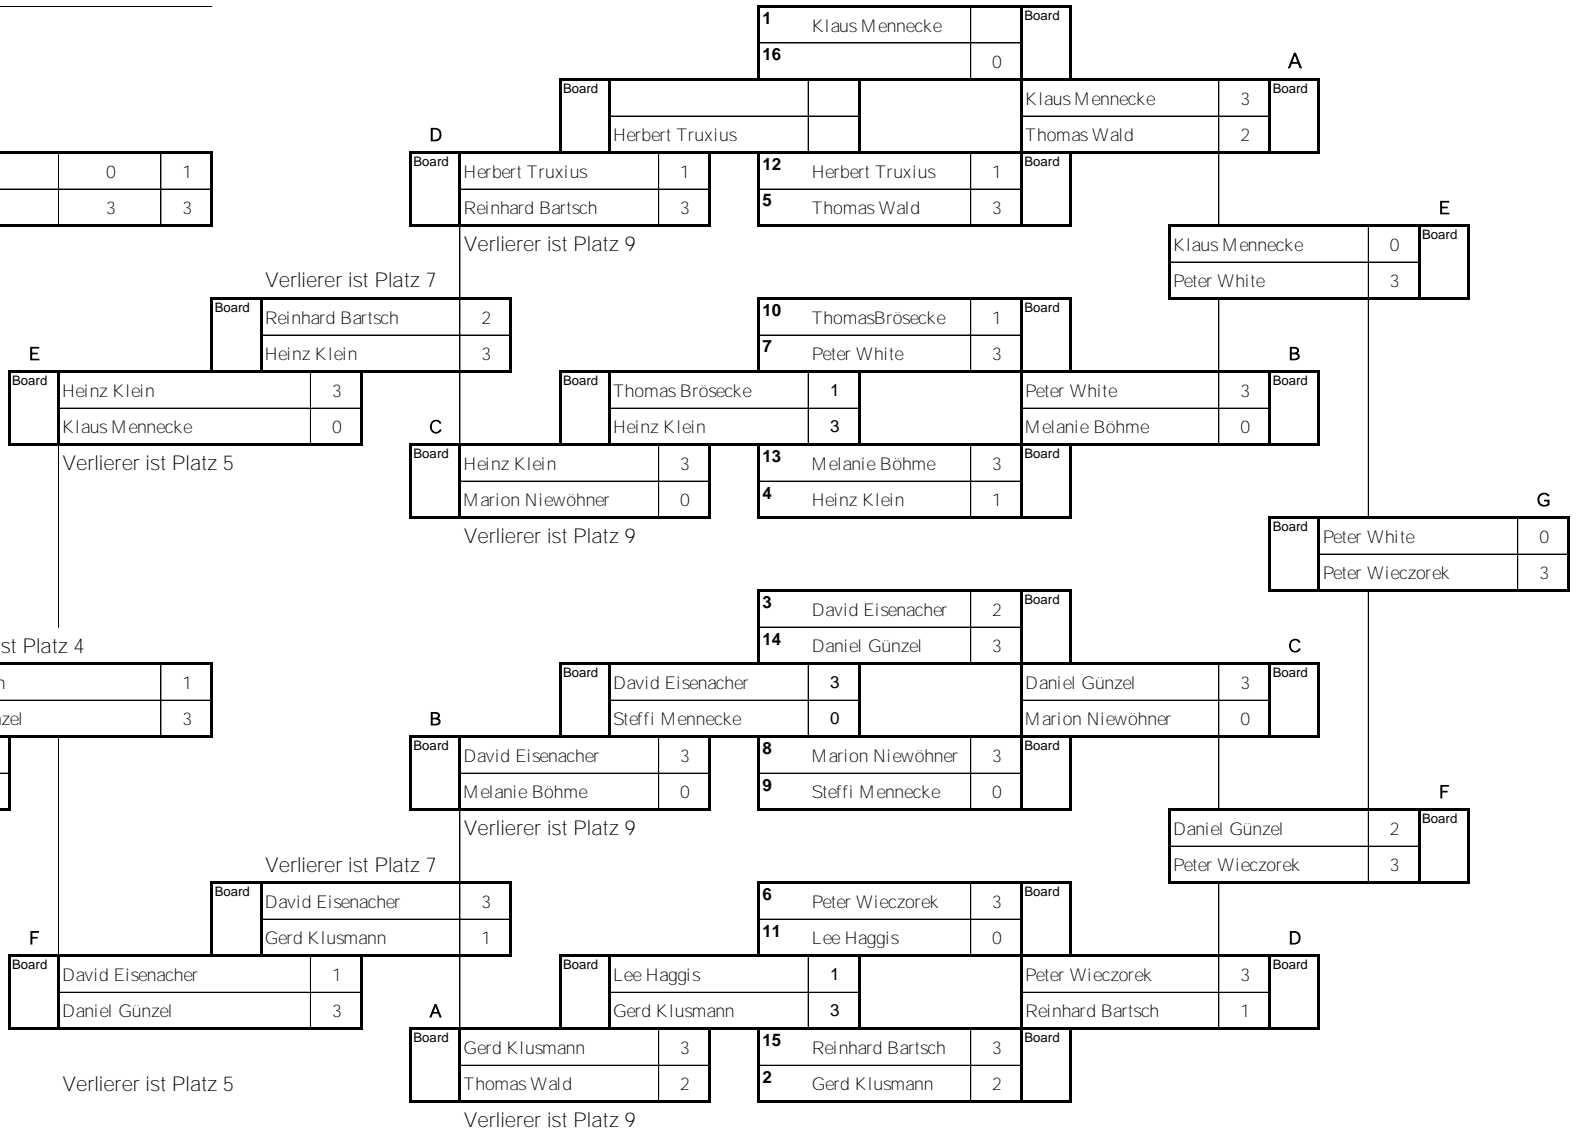 1 Klaus Mennecke Board
16 0 A
Board Klaus Mennecke 3 Board
D Herbert Truxius Thomas Wald 2
0 1 Board Herbert Truxius 1 12 Herbert Truxius 1 Board
3 3 Reinhard Bartsch 3 5 Thomas Wald 3 E
Verlierer ist Platz 9 Klaus Mennecke 0 Board
Verlierer ist Platz 7 Peter White 3
Board Reinhard Bartsch 2 10 ThomasBrösecke 1 Board
E Heinz Klein 3 7 Peter White 3 B
Board Heinz Klein 3 Board Thomas Brösecke 1 Peter White 3 Board
Klaus Mennecke 0 C Heinz Klein 3 Melanie Böhme 0
Verlierer ist Platz 5 Board Heinz Klein 3 13 Melanie Böhme 3 Board
Marion Niewöhner 0 4 Heinz Klein 1 G
Verlierer ist Platz 9 Board Peter White 0
Peter Wieczorek 3
3 David Eisenacher 2 Board
st Platz 4 14 Daniel Günzel 3 C
n 1 Board David Eisenacher 3 Daniel Günzel 3 Board
zel 3 B Steffi Mennecke 0 Marion Niewöhner 0
Board David Eisenacher 3 8 Marion Niewöhner 3 Board
Melanie Böhme 0 9 Steffi Mennecke 0 F
Verlierer ist Platz 9 Daniel Günzel 2 Board
Verlierer ist Platz 7 Peter Wieczorek 3
Board David Eisenacher 3 6 Peter Wieczorek 3 Board
F Gerd Klusmann 1 11 Lee Haggis 0 D
Board David Eisenacher 1 Board Lee Haggis 1 Peter Wieczorek 3 Board
Daniel Günzel 3 A Gerd Klusmann 3 Reinhard Bartsch 1
Board Gerd Klusmann 3 15 Reinhard Bartsch 3 Board
Verlierer ist Platz 5 Thomas Wald 2 2 Gerd Klusmann 2
Verlierer ist Platz 9